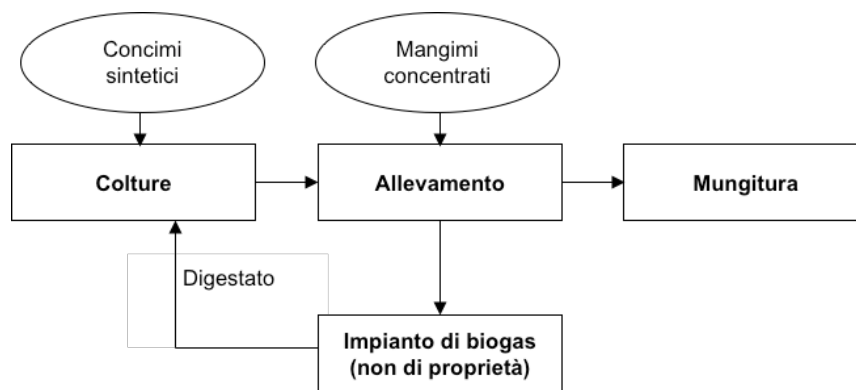 Concimi
sintetici
Mangimi
concentrati
Colture
Allevamento
Mungitura
Digestato
Impianto di biogas
(non di proprietà)